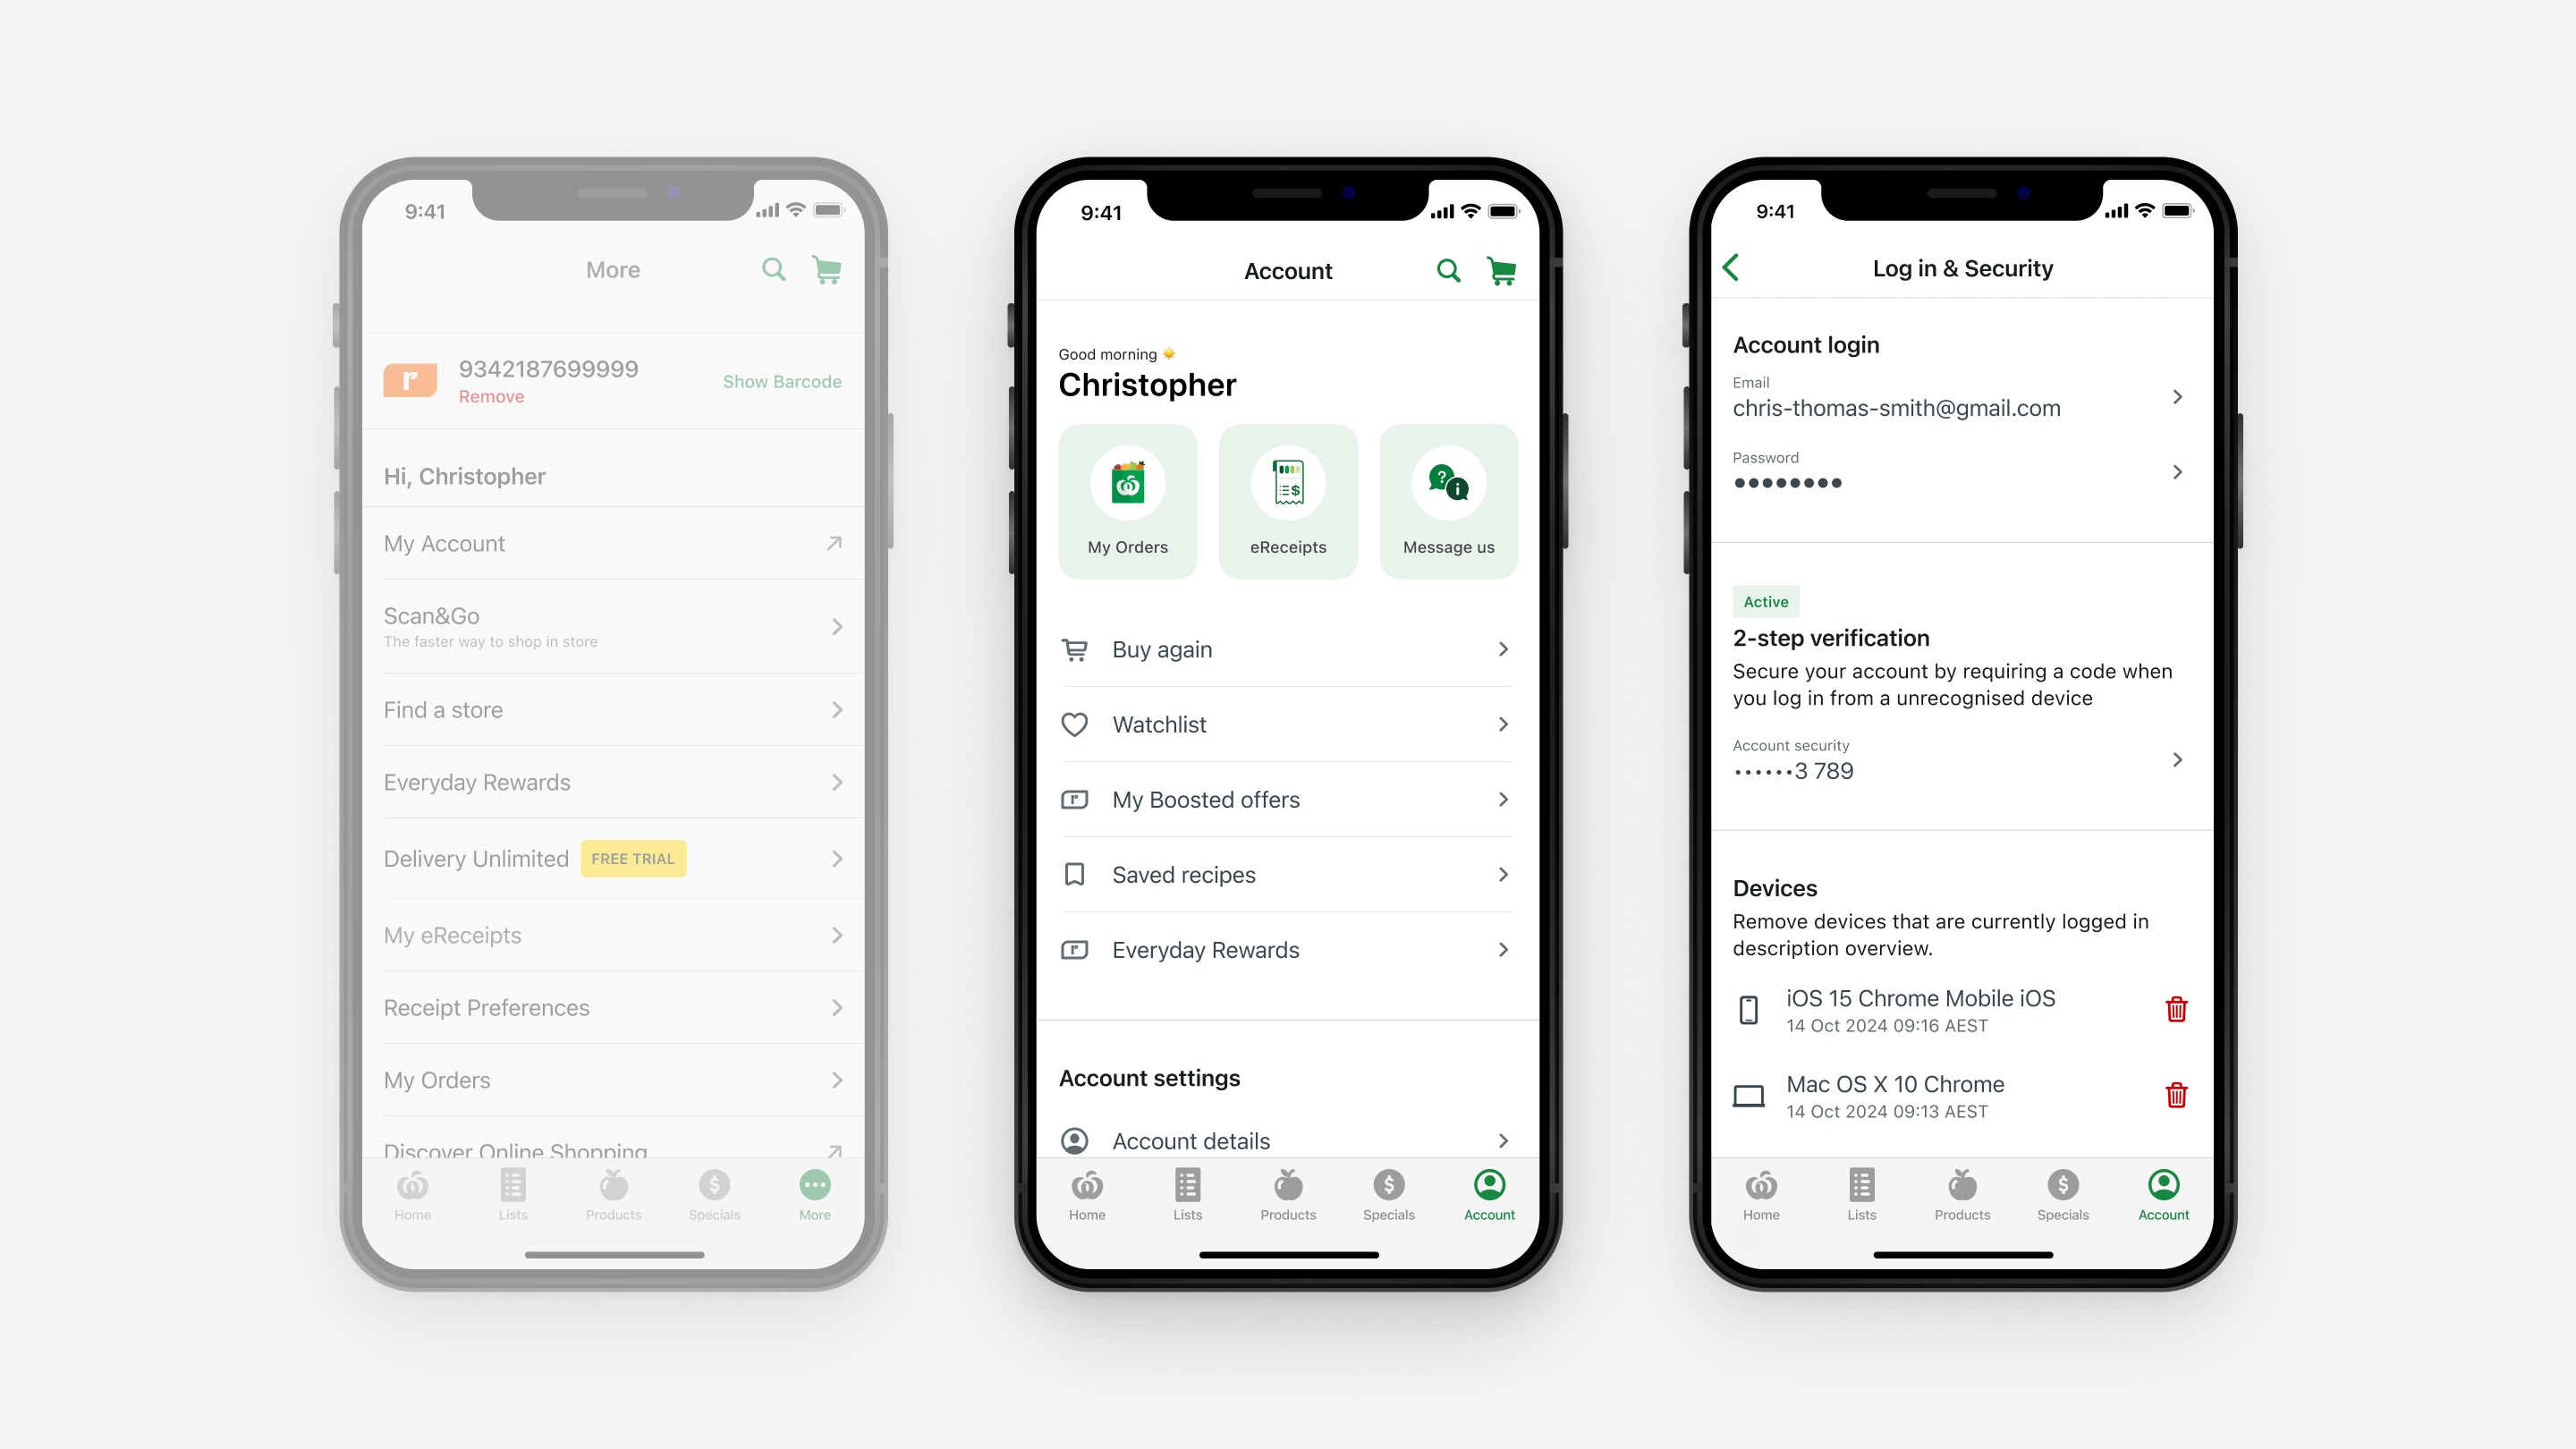 9:41
More
9342187699999
Remove
Show Barcode
Hi, Christopher
My Account
Scan&Go
The faster way to shop in store
Find a store
Everyday Rewards
Delivery Unlimited FREE TRIAL
My eReceipts
Receipt Preferences
My Orders
Discover Online Shopping
Home Lists Products Specials More
9:41
Account
Good morning
Christopher
My Orders eReceipts Message us
Buy again
Watchlist
My Boosted offers
Saved recipes
Everyday Rewards
Account settings
Account details
Home Lists Products Specials Account
9:41
Log in & Security
Account login
Email
chris-thomas-smith@gmail.com
Password
••••••••
Active
2-step verification
Secure your account by requiring a code when
you log in from a unrecognised device
Account security
••••••3 789
Devices
Remove devices that are currently logged in
description overview.
iOS 15 Chrome Mobile iOS
14 Oct 2024 09:16 AEST
Mac OS X 10 Chrome
14 Oct 2024 09:13 AEST
Home Lists Products Specials Account